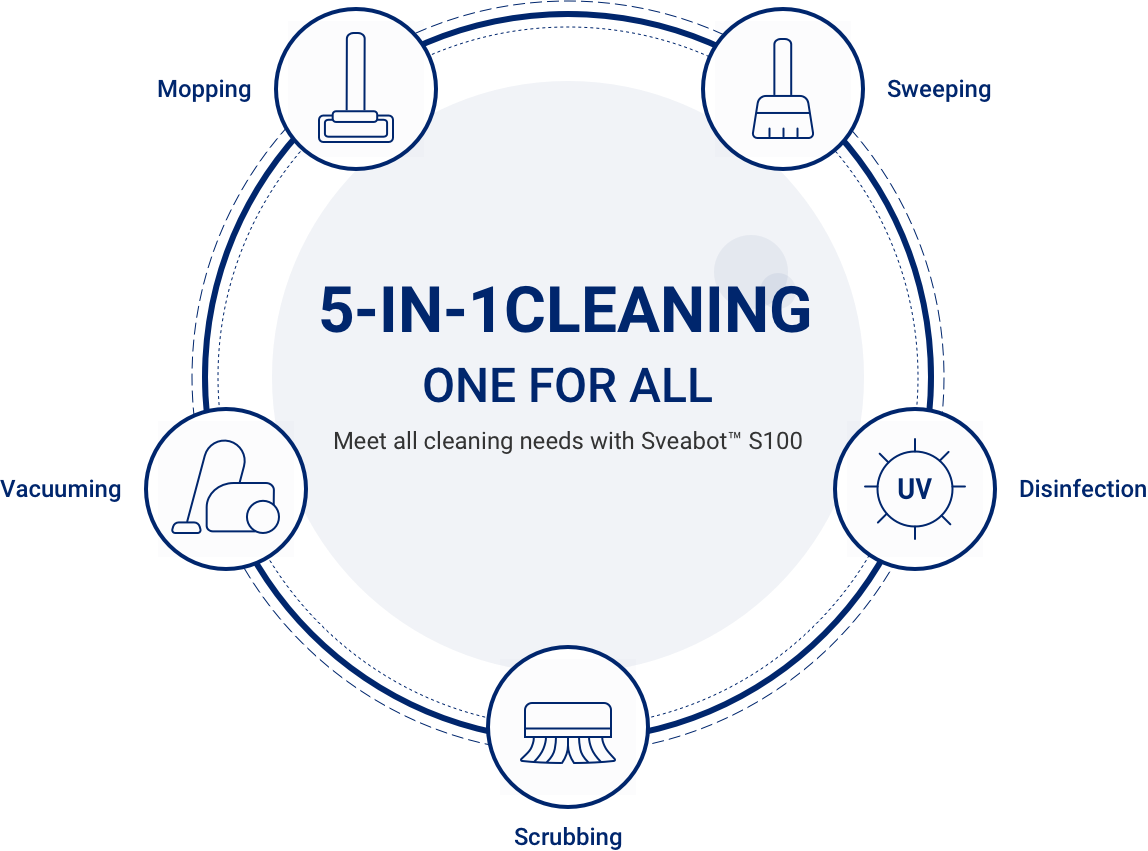 Mopping
Sweeping
5-IN-1CLEANING
ONE FOR ALL
Meet all cleaning needs with Sveabot™ S100
Vacuuming
UV
Disinfection
Scrubbing